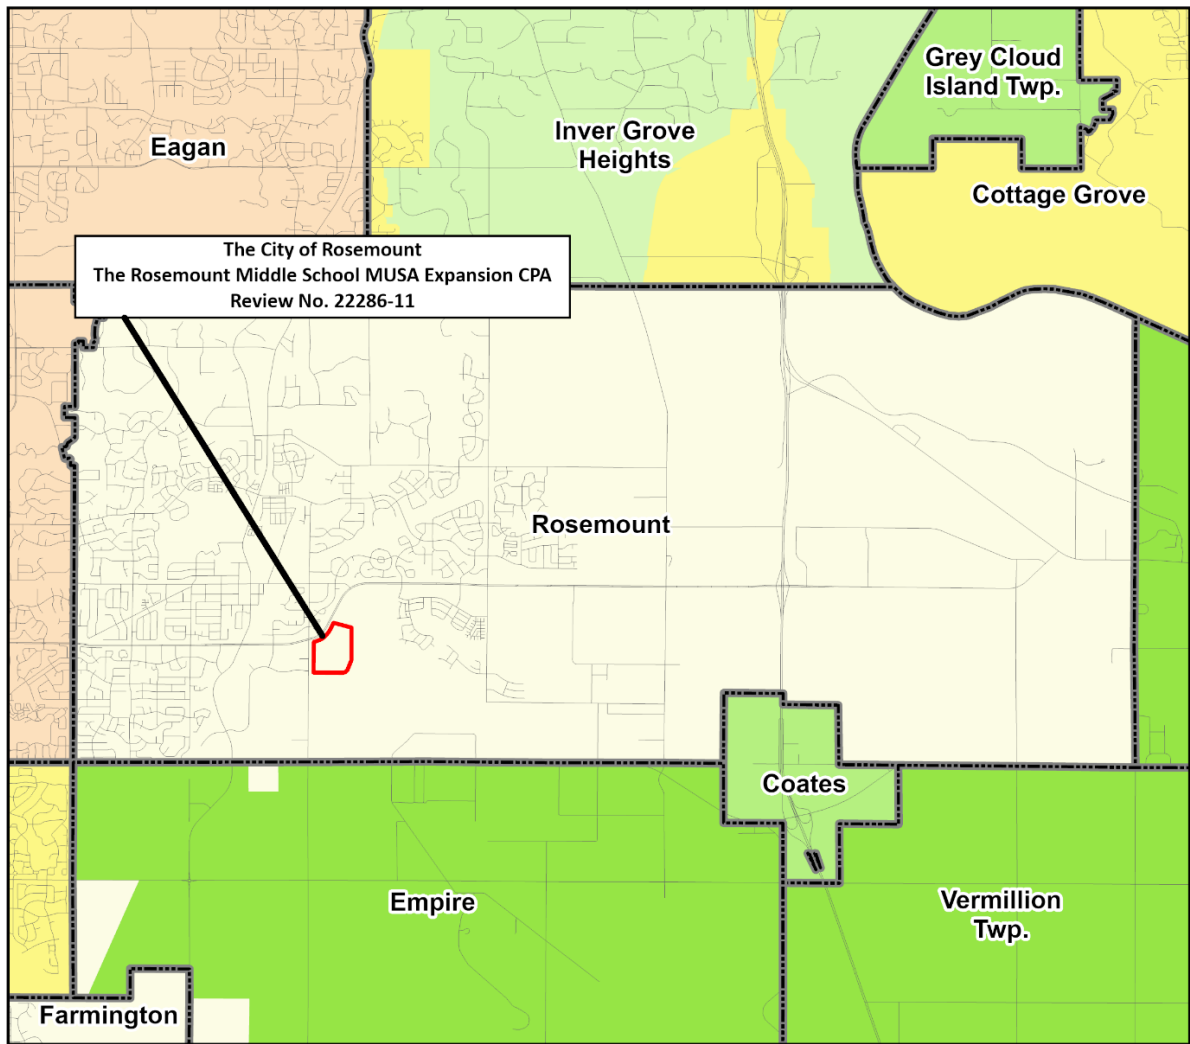 Grey Cloud
Island Twp.
Eagan
Inver Grove
Heights
Cottage Grove
The City of Rosemount
The Rosemount Middle School MUSA Expansion CPA
Review No. 22286-11
Rosemount
Coates
Empire
Vermillion
Twp.
Farmington